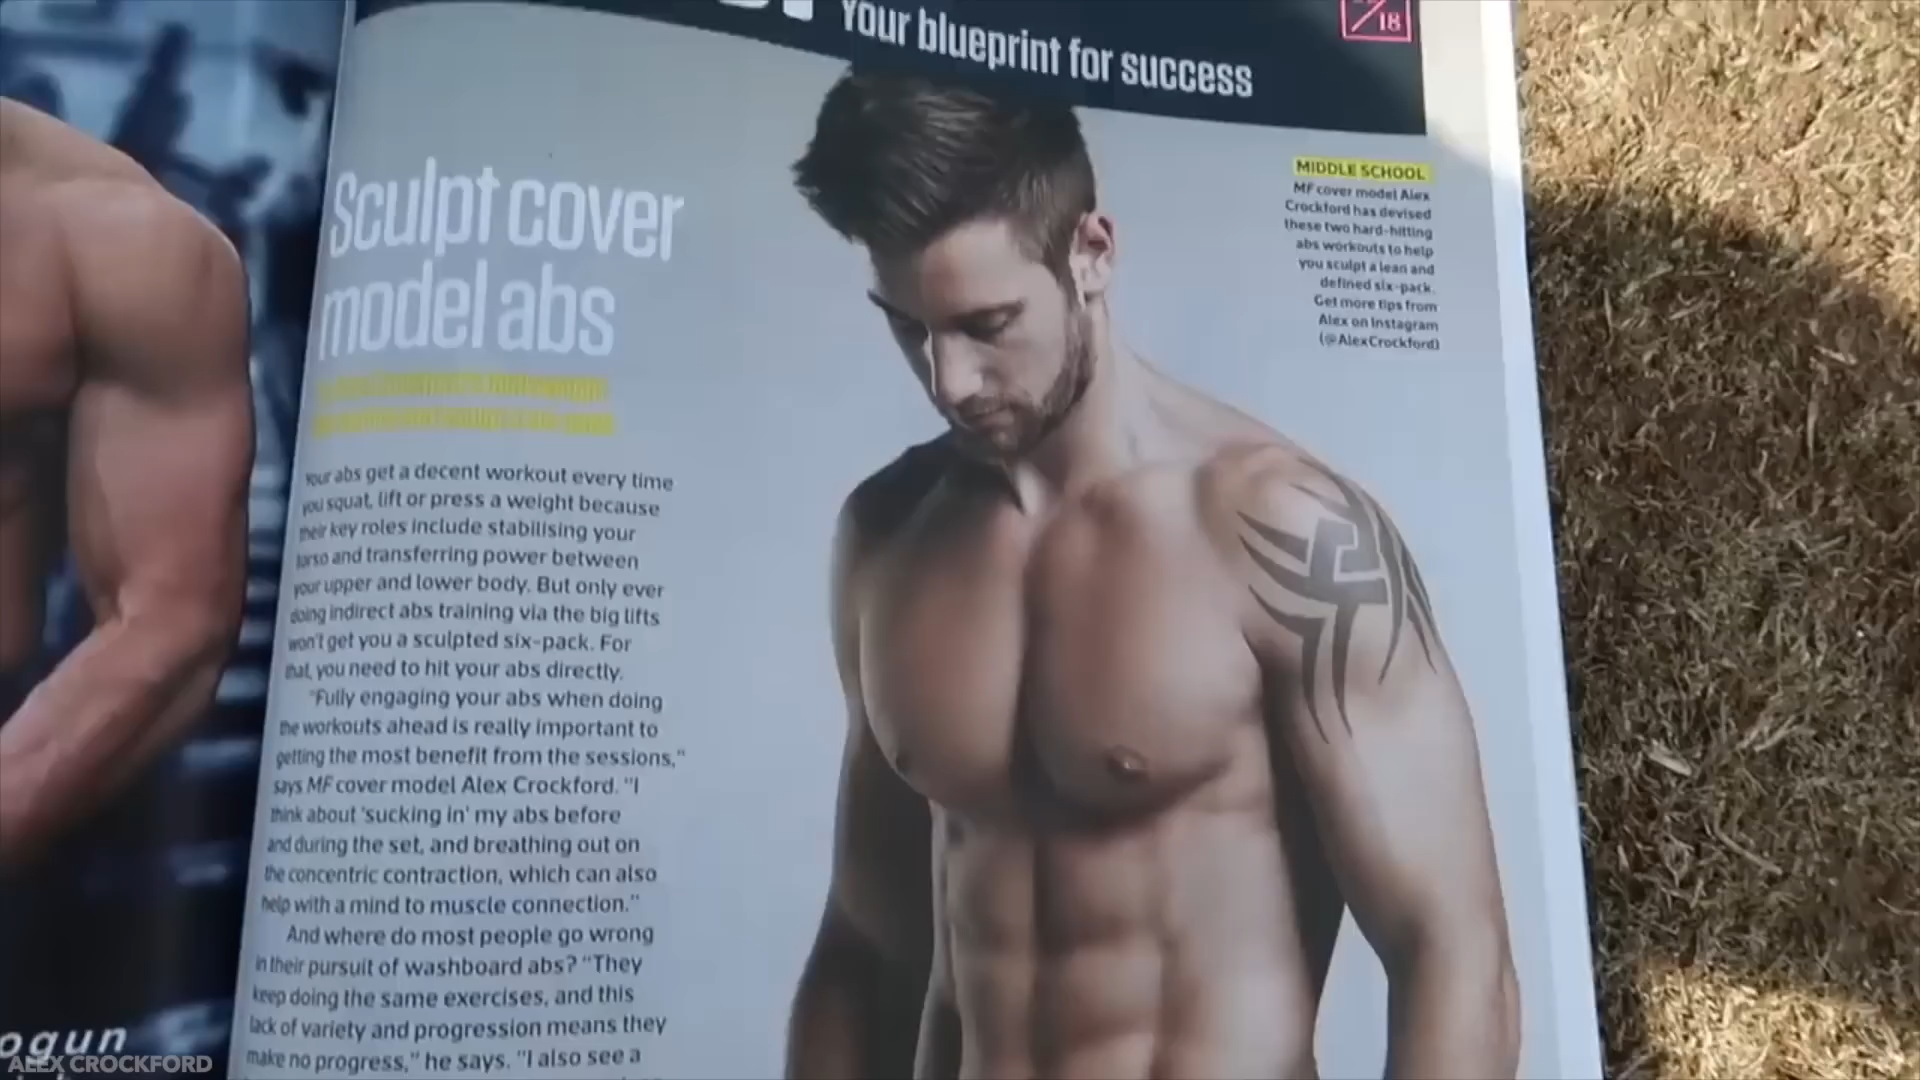 Your blueprint for success
18
Sculpt cover
model abs
MIDDLE SCHOOL
MF cover model Alex
Crockford has devised
these two hard-hitting
abs workouts to help
you sculpt a lean and
defined six-pack.
Get more tips from
Alex on Instagram
(@AlexCrockford)
Your abs get a decent workout every time
you squat, lift or press a weight because
their key roles include stabilising your
torso and transferring power between
your upper and lower body. But only ever
doing indirect abs training via the big lifts
won't get you a sculpted six-pack. For
that, you need to hit your abs directly.
"Fully engaging your abs when doing
the workouts ahead is really important to
getting the most benefit from the sessions,"
says MF cover model Alex Crockford. "I
think about 'sucking in' my abs before
and during the set, and breathing out on
the concentric contraction, which can also
help with a mind to muscle connection."
And where do most people go wrong
in their pursuit of washboard abs? "They
keep doing the same exercises, and this
lack of variety and progression means they
make no progress," he says. "I also see a
ogun
ALEX CROCKFORD